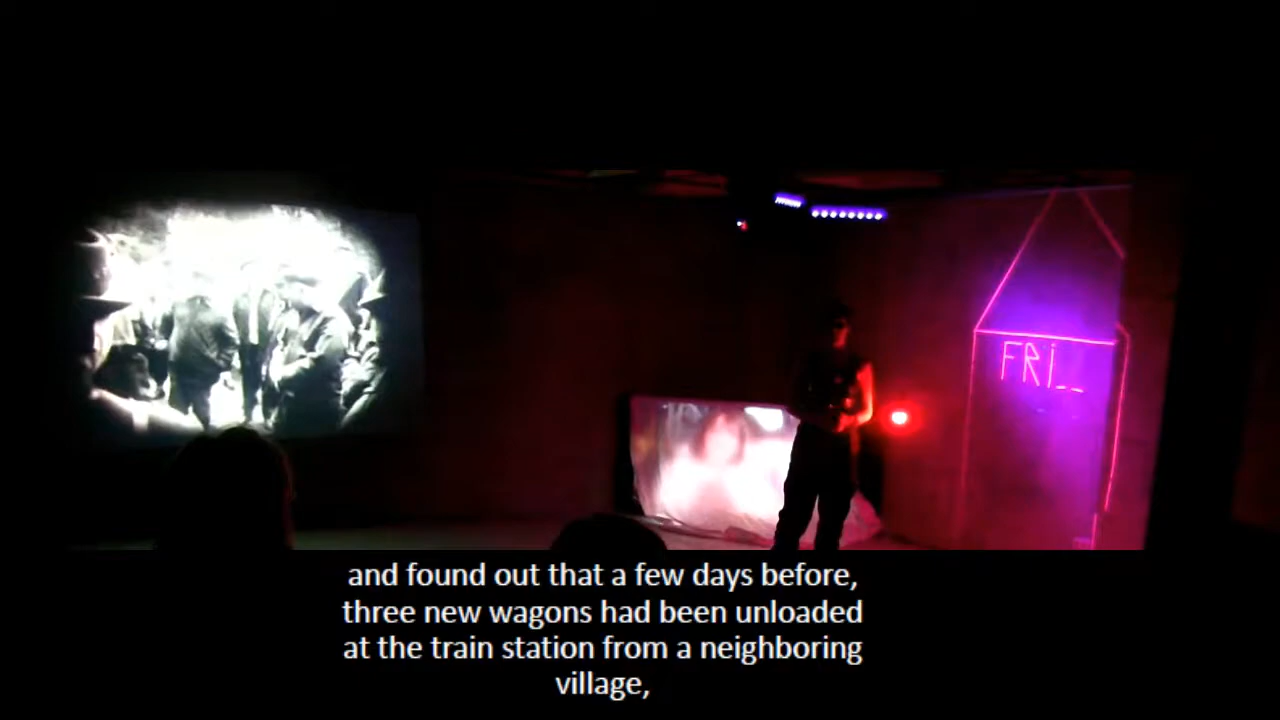 FRI__
and found out that a few days before,
three new wagons had been unloaded
at the train station from a neighboring
village,